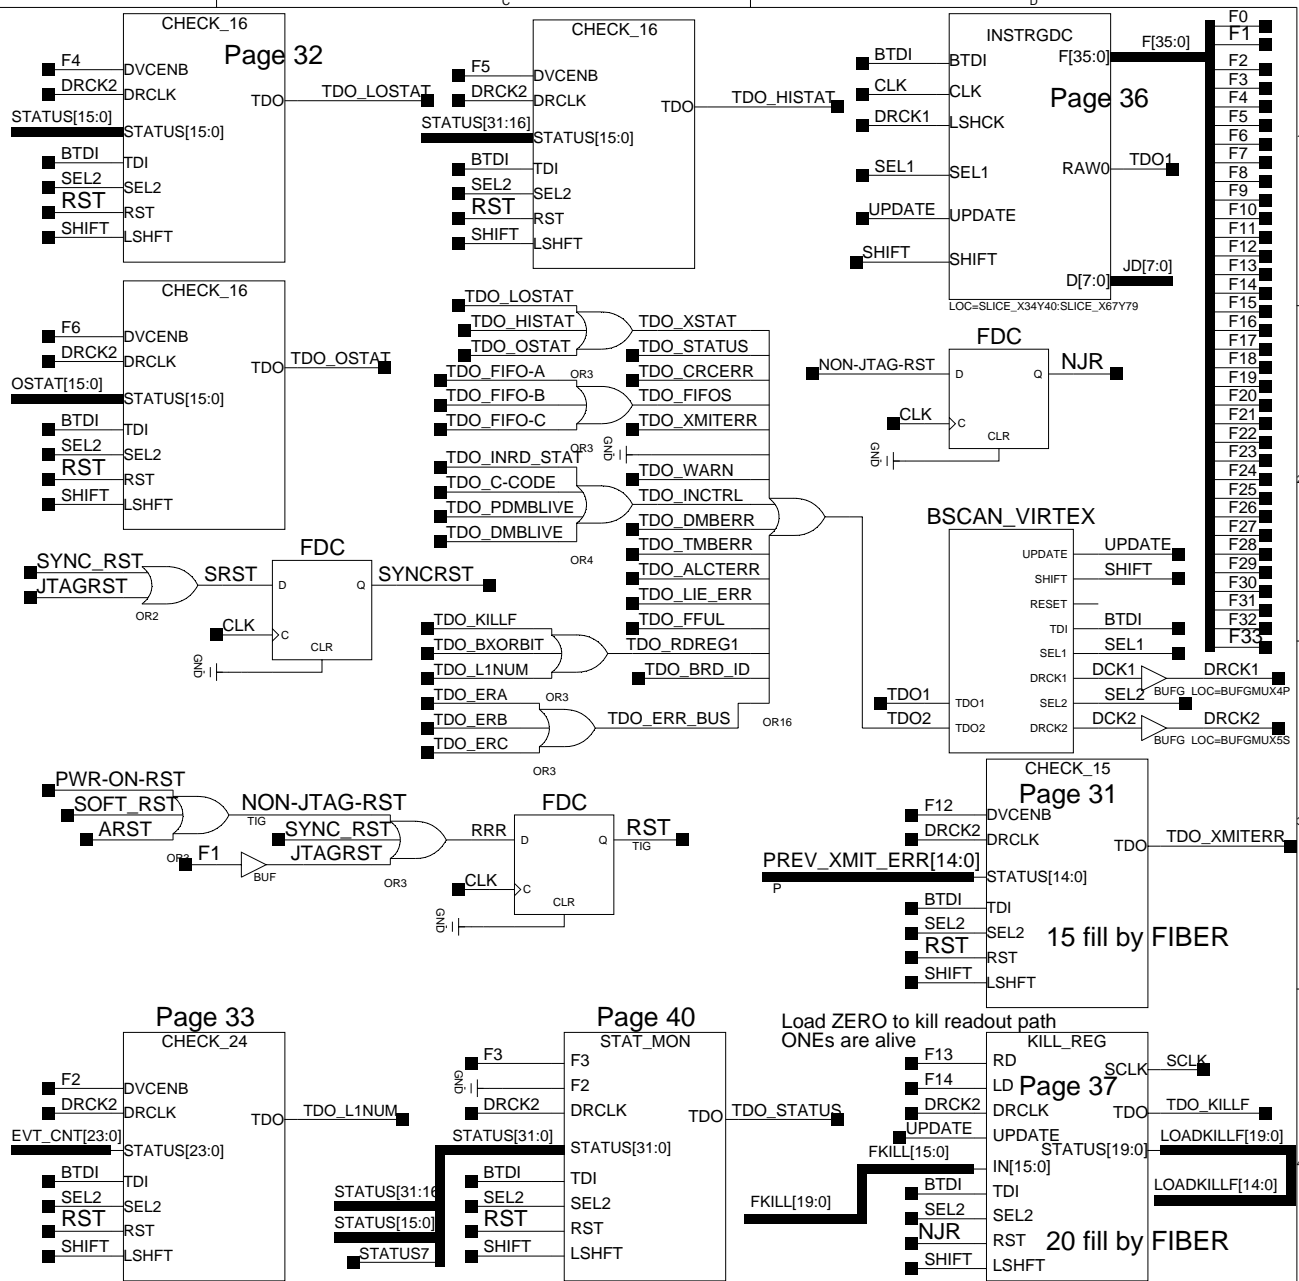 C
D
CHECK_16
Page 32
F4
DVCENB
DRCK2
DRCLK
TDO
TDO_LOSTAT
STATUS[15:0]
STATUS[15:0]
BTDI
TDI
SEL2
SEL2
RST
RST
SHIFT
LSHFT
CHECK_16
F5
DVCENB
DRCK2
DRCLK
TDO
TDO_HISTAT
STATUS[31:16]
STATUS[15:0]
BTDI
TDI
SEL2
SEL2
RST
RST
SHIFT
LSHFT
INSTRGDC
BTDI
BTDI
F[35:0]
F[35:0]
CLK
CLK
Page 36
DRCK1
LSHCK
SEL1
SEL1
RAW0
TDO1
UPDATE
UPDATE
SHIFT
SHIFT
D[7:0]
JD[7:0]
LOC=SLICE_X34Y40:SLICE_X67Y79
F0
F1
F2
F3
F4
F5
F6
F7
F8
F9
F10
F11
F12
F13
F14
F15
F16
F17
F18
F19
F20
F21
F22
F23
F24
F25
F26
F27
F28
F29
F30
F31
F32
F33
CHECK_16
F6
DVCENB
DRCK2
DRCLK
TDO
TDO_OSTAT
OSTAT[15:0]
STATUS[15:0]
BTDI
TDI
SEL2
SEL2
RST
RST
SHIFT
LSHFT
TDO_LOSTAT
TDO_HISTAT
TDO_OSTAT
OR3
TDO_FIFO-A
TDO_FIFO-B
TDO_FIFO-C
OR3
TDO_INRD_STAT
TDO_C-CODE
TDO_PDMBLIVE
TDO_DMBLIVE
OR4
TDO_XSTAT
TDO_STATUS
TDO_CRCERR
TDO_FIFOS
TDO_XMITERR
GND
TDO_WARN
TDO_INCTRL
TDO_DMBERR
TDO_TMBERR
TDO_ALCTERR
TDO_LIE_ERR
TDO_FFUL
TDO_RDREG1
TDO_BRD_ID
TDO_ERR_BUS
OR16
TDO_KILLF
TDO_BXORBIT
TDO_L1NUM
OR3
TDO_ERA
TDO_ERB
TDO_ERC
OR3
FDC
NON-JTAG-RST
D
Q
NJR
CLK
C
CLR
GND
SYNC_RST
JTAGRST
OR2
SRST
FDC
D
Q
SYNCRST
CLK
C
CLR
GND
BSCAN_VIRTEX
UPDATE
UPDATE
SHIFT
SHIFT
RESET
TDI
BTDI
SEL1
SEL1
DRCK1
DCK1
BUFG
DRCK1
LOC=BUFGMUX4P
TDO1
TDO1
SEL2
SEL2
TDO2
TDO2
DRCK2
DCK2
BUFG
DRCK2
LOC=BUFGMUX5S
PWR-ON-RST
SOFT_RST
ARST
NON-JTAG-RST
TIG
SYNC_RST
F1
BUF
JTAGRST
OR3
RRR
FDC
D
Q
RST
TIG
CLK
C
CLR
GND
CHECK_15
Page 31
F12
DVCENB
DRCK2
DRCLK
TDO
TDO_XMITERR
PREV_XMIT_ERR[14:0]
P
STATUS[14:0]
BTDI
TDI
SEL2
SEL2
15 fill by FIBER
RST
RST
SHIFT
LSHFT
Page 33
CHECK_24
F2
DVCENB
DRCK2
DRCLK
TDO
TDO_L1NUM
EVT_CNT[23:0]
STATUS[23:0]
BTDI
TDI
SEL2
SEL2
RST
RST
SHIFT
LSHFT
Page 40
STAT_MON
F3
F3
GND
F2
DRCK2
DRCLK
TDO
TDO_STATUS
STATUS[31:0]
STATUS[31:0]
BTDI
TDI
STATUS[31:16
SEL2
SEL2
STATUS[15:0]
RST
RST
STATUS7
SHIFT
LSHFT
Load ZERO to kill readout path
ONEs are alive
KILL_REG
F13
RD
SCLK
SCLK
F14
LD
Page 37
DRCK2
DRCLK
TDO
TDO_KILLF
UPDATE
UPDATE
STATUS[19:0]
LOADKILLF[19:0]
FKILL[15:0]
IN[15:0]
LOADKILLF[14:0]
FKILL[19:0]
BTDI
TDI
SEL2
SEL2
NJR
RST
20 fill by FIBER
SHIFT
LSHFT